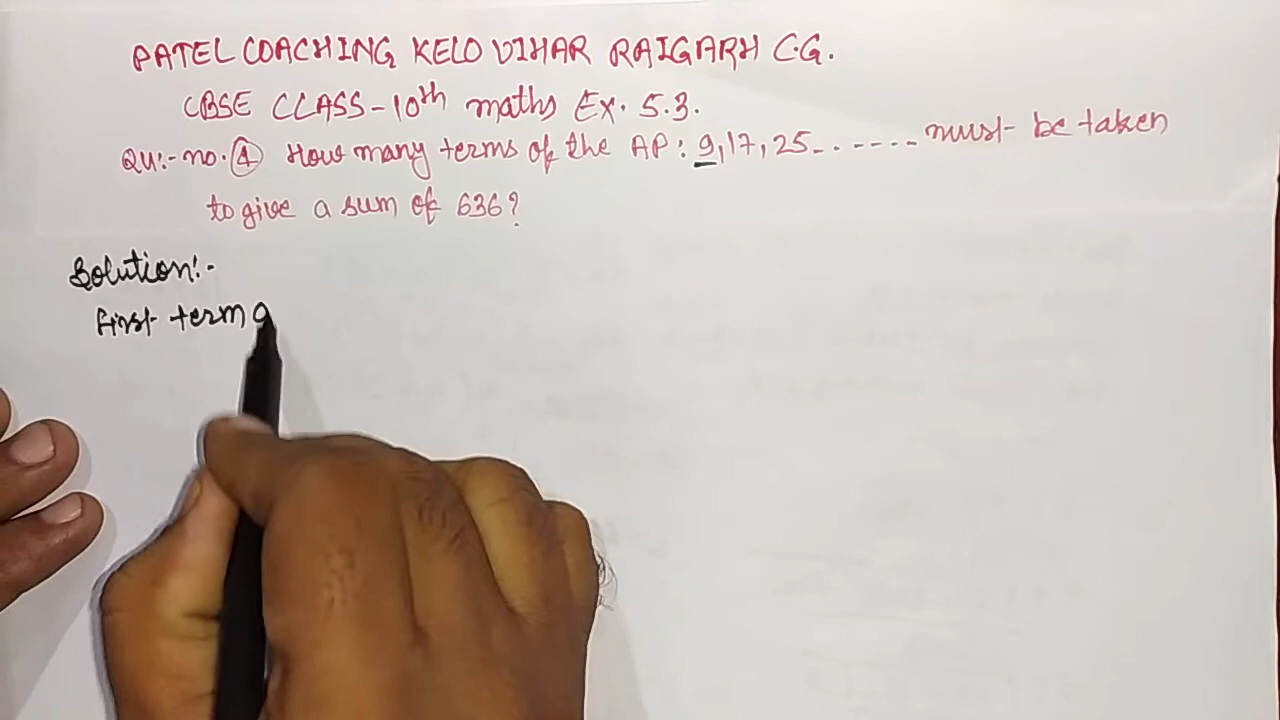 PATEL COACHING KELO VIHAR RAIGARH C.G.
CBSE CLASS-10th maths Ex. 5.3.
QU:- no. 4 How many terms of the AP: 9, 17, 25....... must be taken
to give a sum of 636?
Solution:-
First term a